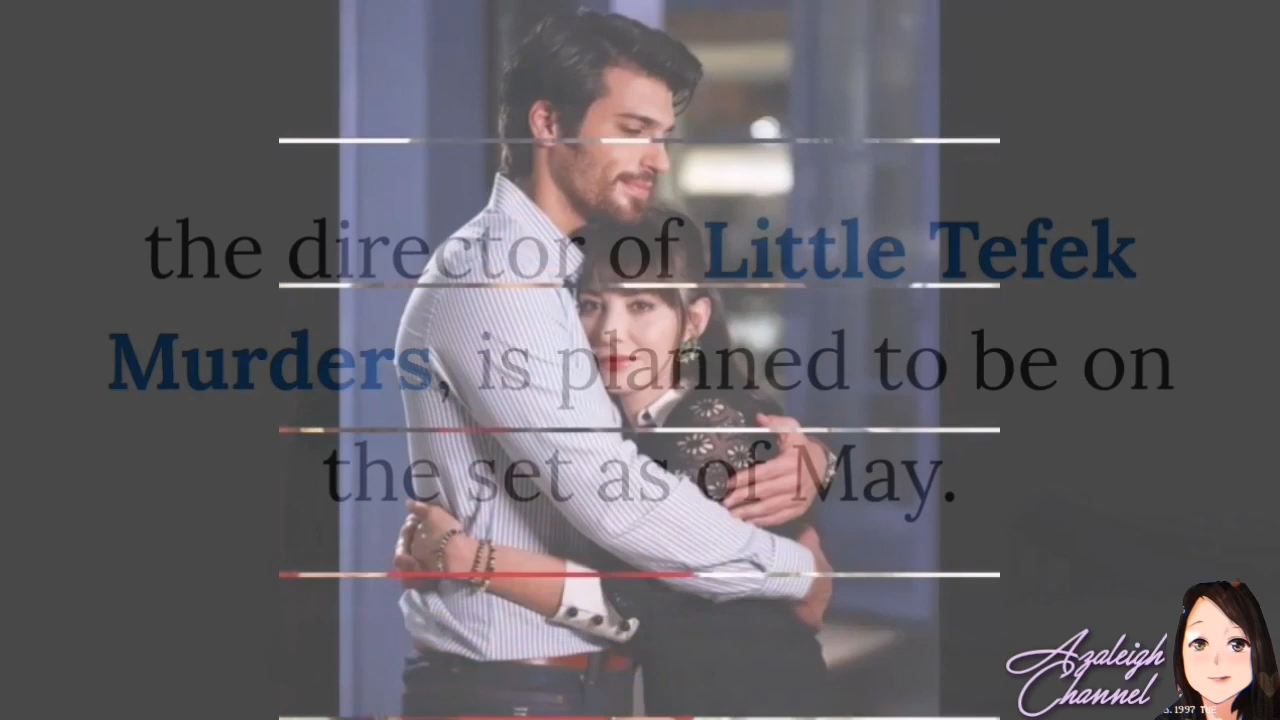 the director of Little Tefek
Murders, is planned to be on
the set as of May.
Azaleigh
Channel